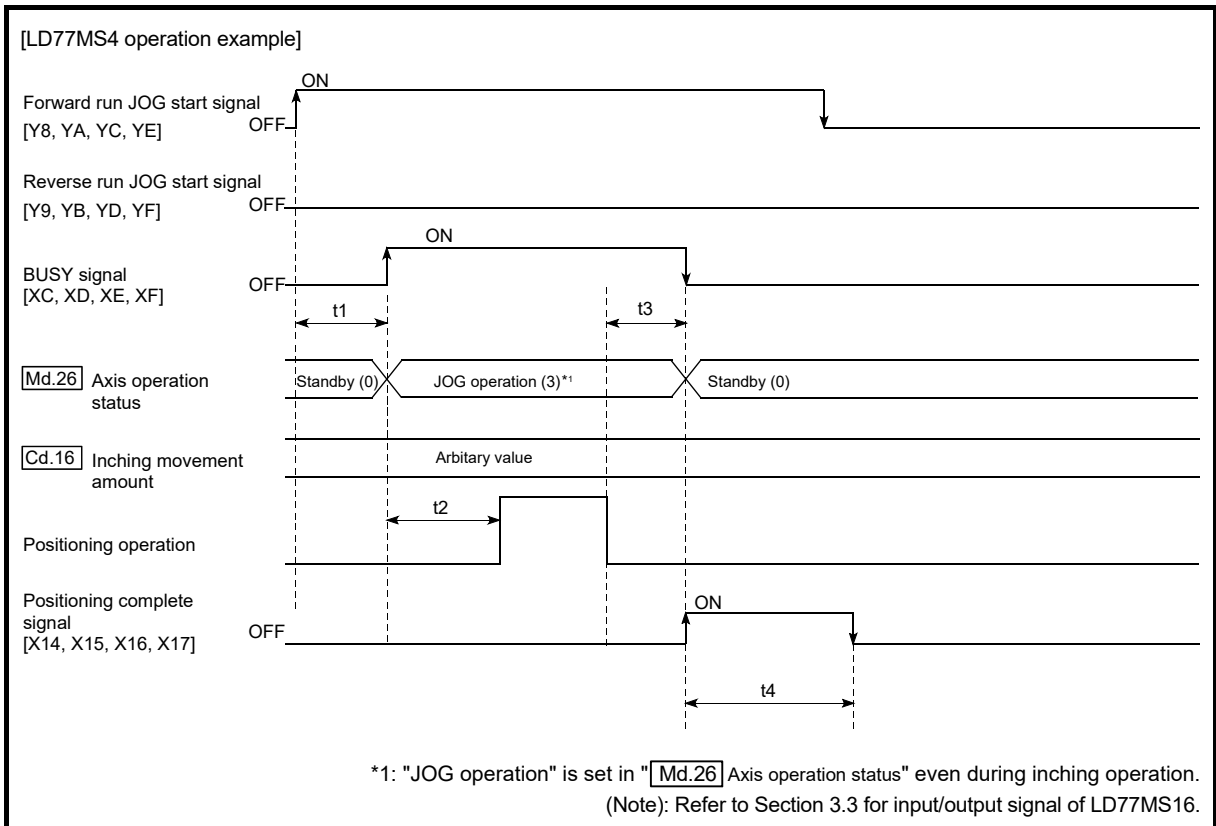 [LD77MS4 operation example]
ON
Forward run JOG start signal
[Y8, YA, YC, YE]
OFF
Reverse run JOG start signal
[Y9, YB, YD, YF]
OFF
ON
BUSY signal
[XC, XD, XE, XF]
OFF
t1
t3
Md.26 Axis operation
status
Standby (0)
JOG operation (3)*1
Standby (0)
Cd.16 Inching movement
amount
Arbitary value
t2
Positioning operation
Positioning complete
signal
[X14, X15, X16, X17]
OFF
ON
t4
*1: "JOG operation" is set in " Md.26 Axis operation status" even during inching operation.
(Note): Refer to Section 3.3 for input/output signal of LD77MS16.